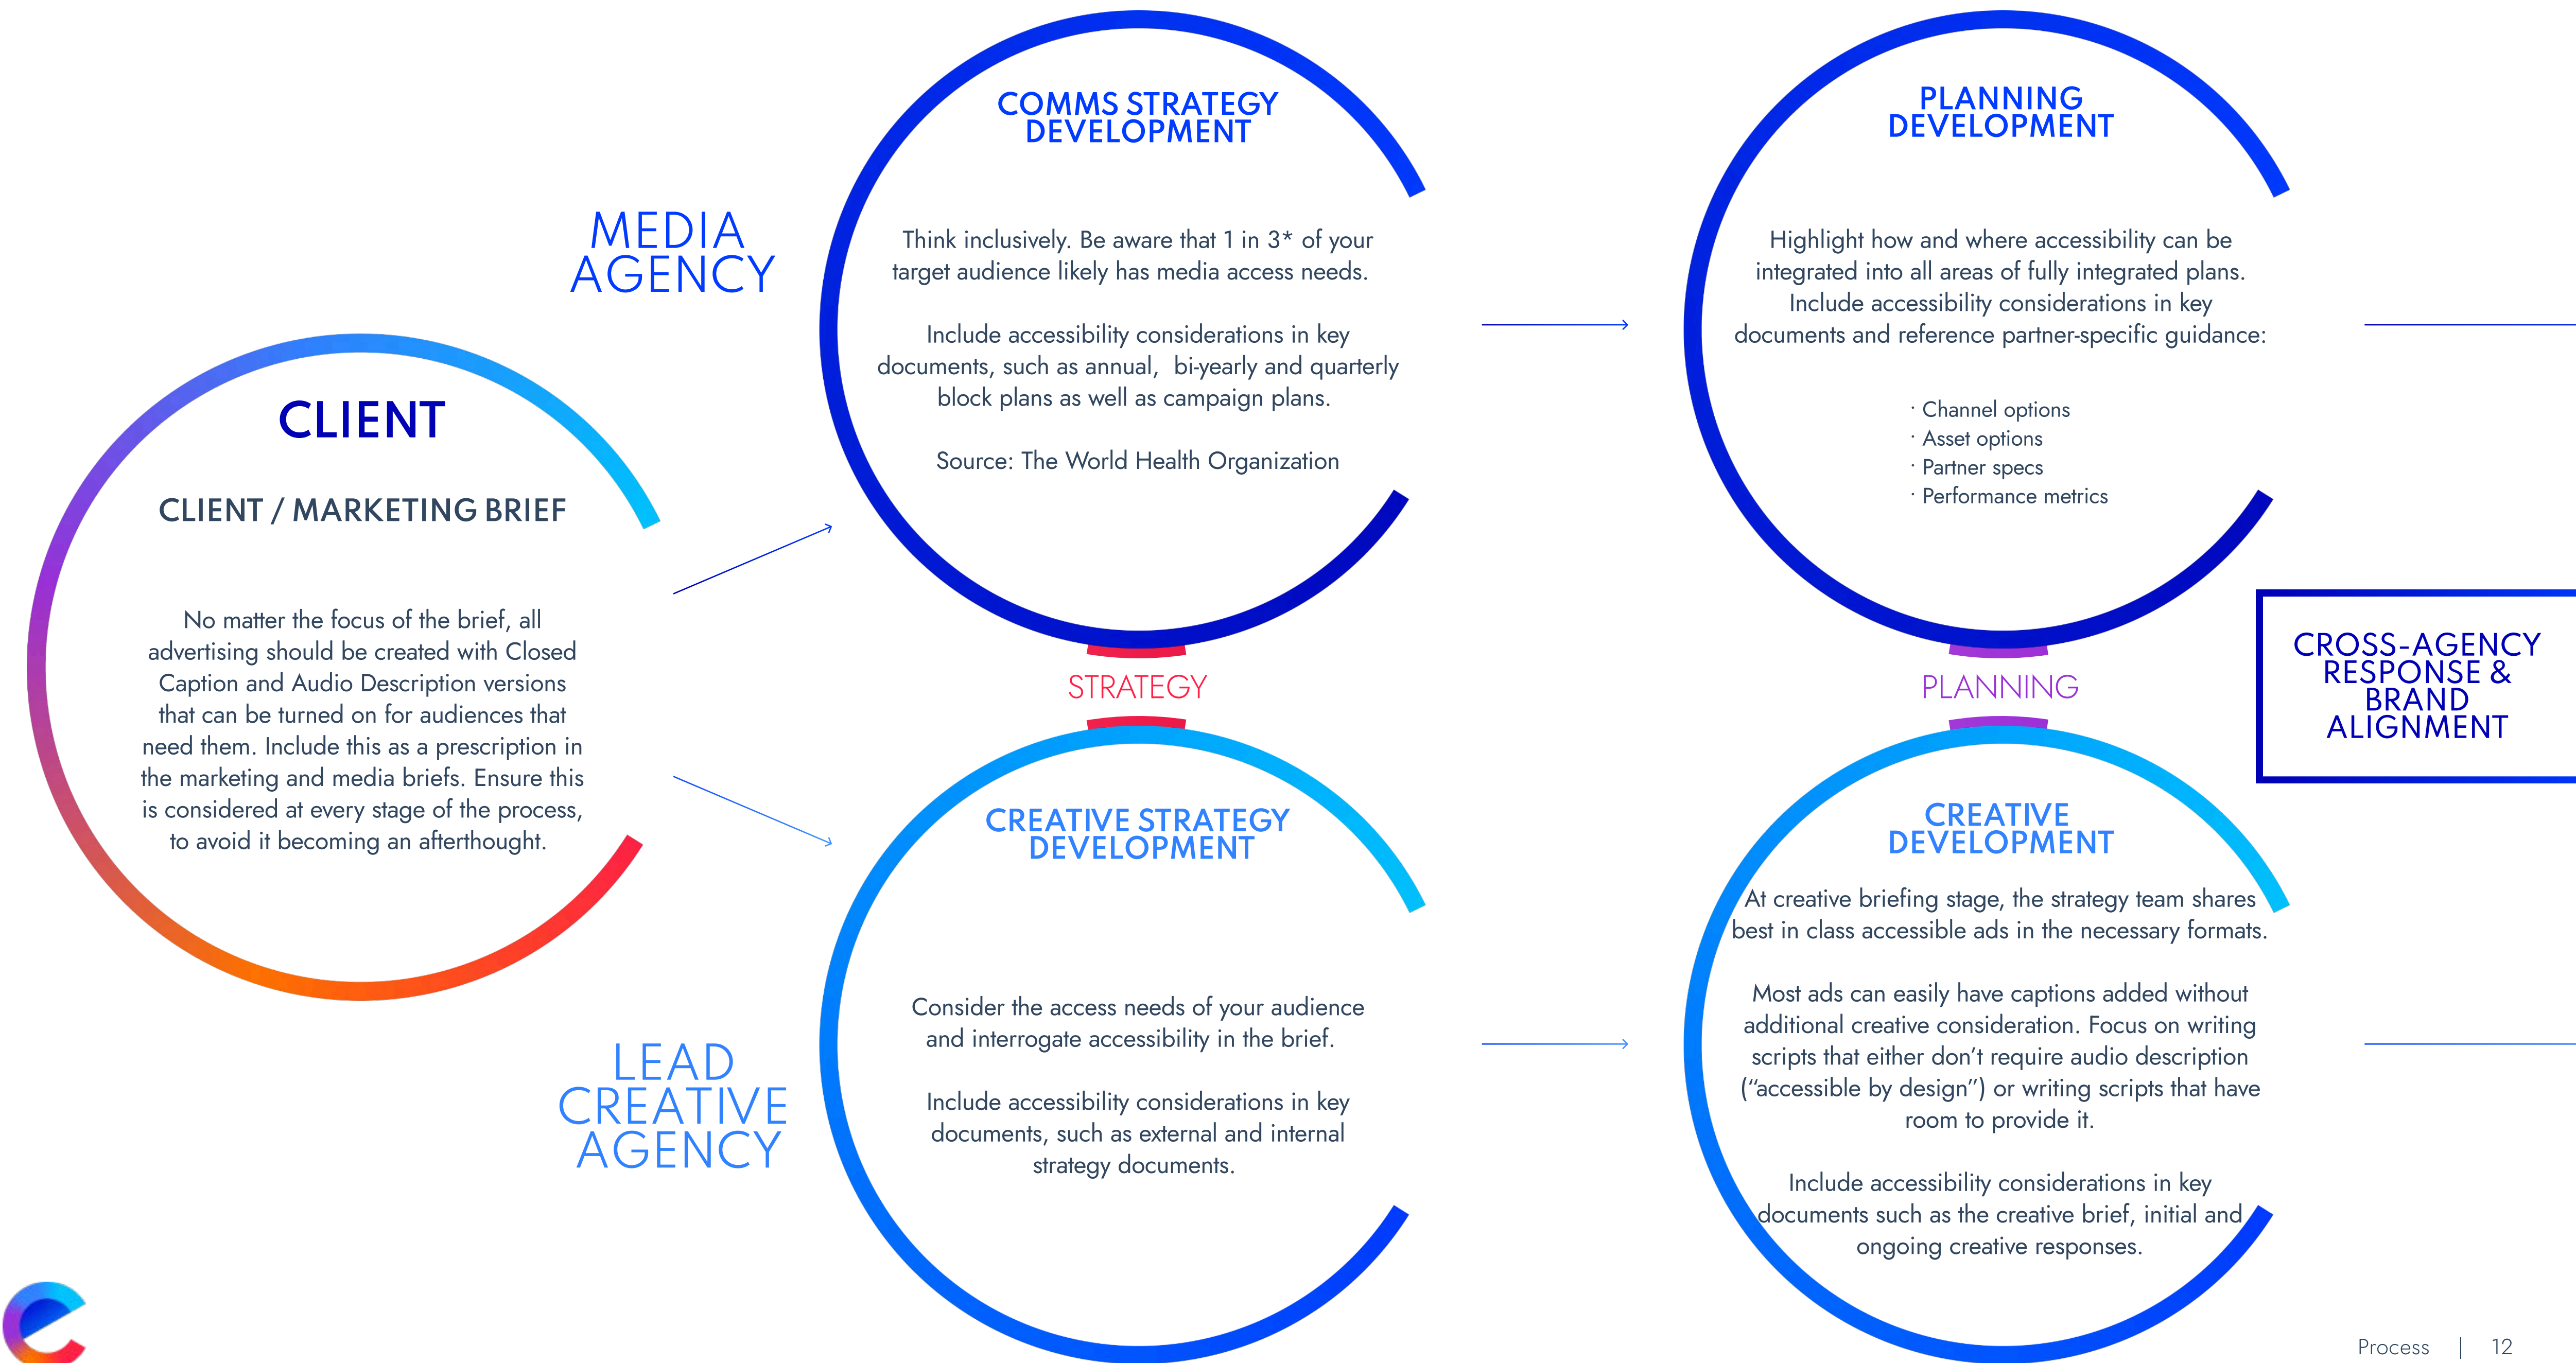 CLIENT
CLIENT / MARKETING BRIEF
No matter the focus of the brief, all
advertising should be created with Closed
Caption and Audio Description versions
that can be turned on for audiences that
need them. Include this as a prescription in
the marketing and media briefs. Ensure this
is considered at every stage of the process,
to avoid it becoming an afterthought.
MEDIA
AGENCY
COMMS STRATEGY
DEVELOPMENT
Think inclusively. Be aware that 1 in 3* of your
target audience likely has media access needs.
Include accessibility considerations in key
documents, such as annual,  bi-yearly and quarterly
block plans as well as campaign plans.
Source: The World Health Organization
PLANNING
DEVELOPMENT
Highlight how and where accessibility can be
integrated into all areas of fully integrated plans.
Include accessibility considerations in key
documents and reference partner-specific guidance:
· Channel options
· Asset options
· Partner specs
· Performance metrics
STRATEGY
PLANNING
CROSS-AGENCY
RESPONSE &
BRAND
ALIGNMENT
LEAD
CREATIVE
AGENCY
CREATIVE STRATEGY
DEVELOPMENT
Consider the access needs of your audience
and interrogate accessibility in the brief.
Include accessibility considerations in key
documents, such as external and internal
strategy documents.
CREATIVE
DEVELOPMENT
At creative briefing stage, the strategy team shares
best in class accessible ads in the necessary formats.
Most ads can easily have captions added without
additional creative consideration. Focus on writing
scripts that either don’t require audio description
(“accessible by design”) or writing scripts that have
room to provide it.
Include accessibility considerations in key
documents such as the creative brief, initial and
ongoing creative responses.
Process | 12